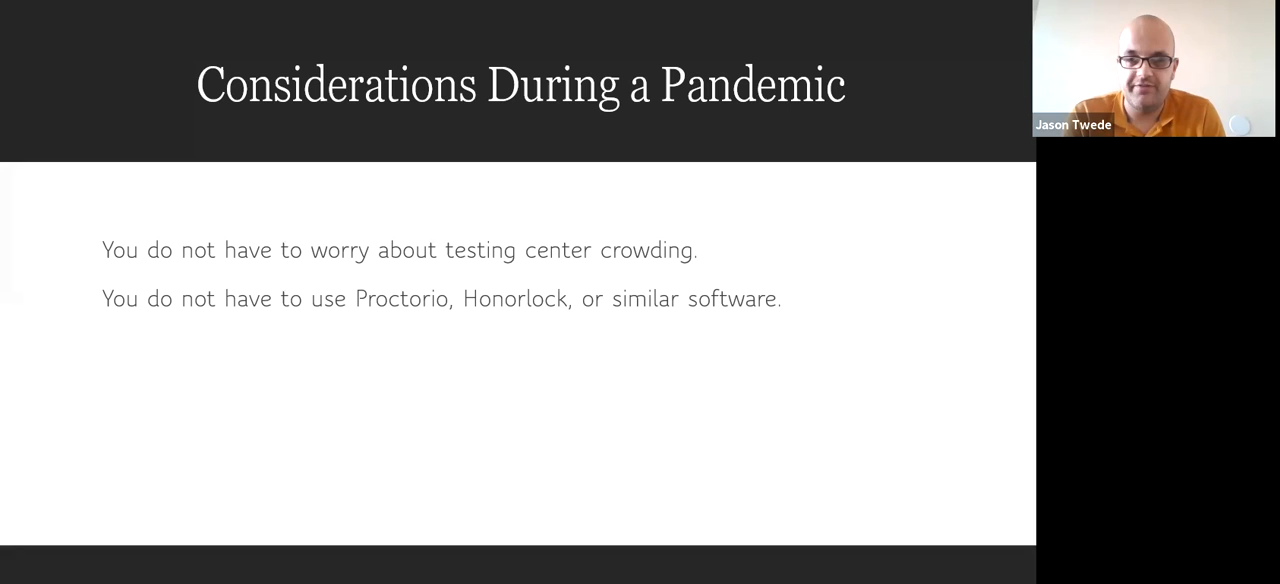 Considerations During a Pandemic
Jason Twede
You do not have to worry about testing center crowding.
You do not have to use Proctorio, Honorlock, or similar software.